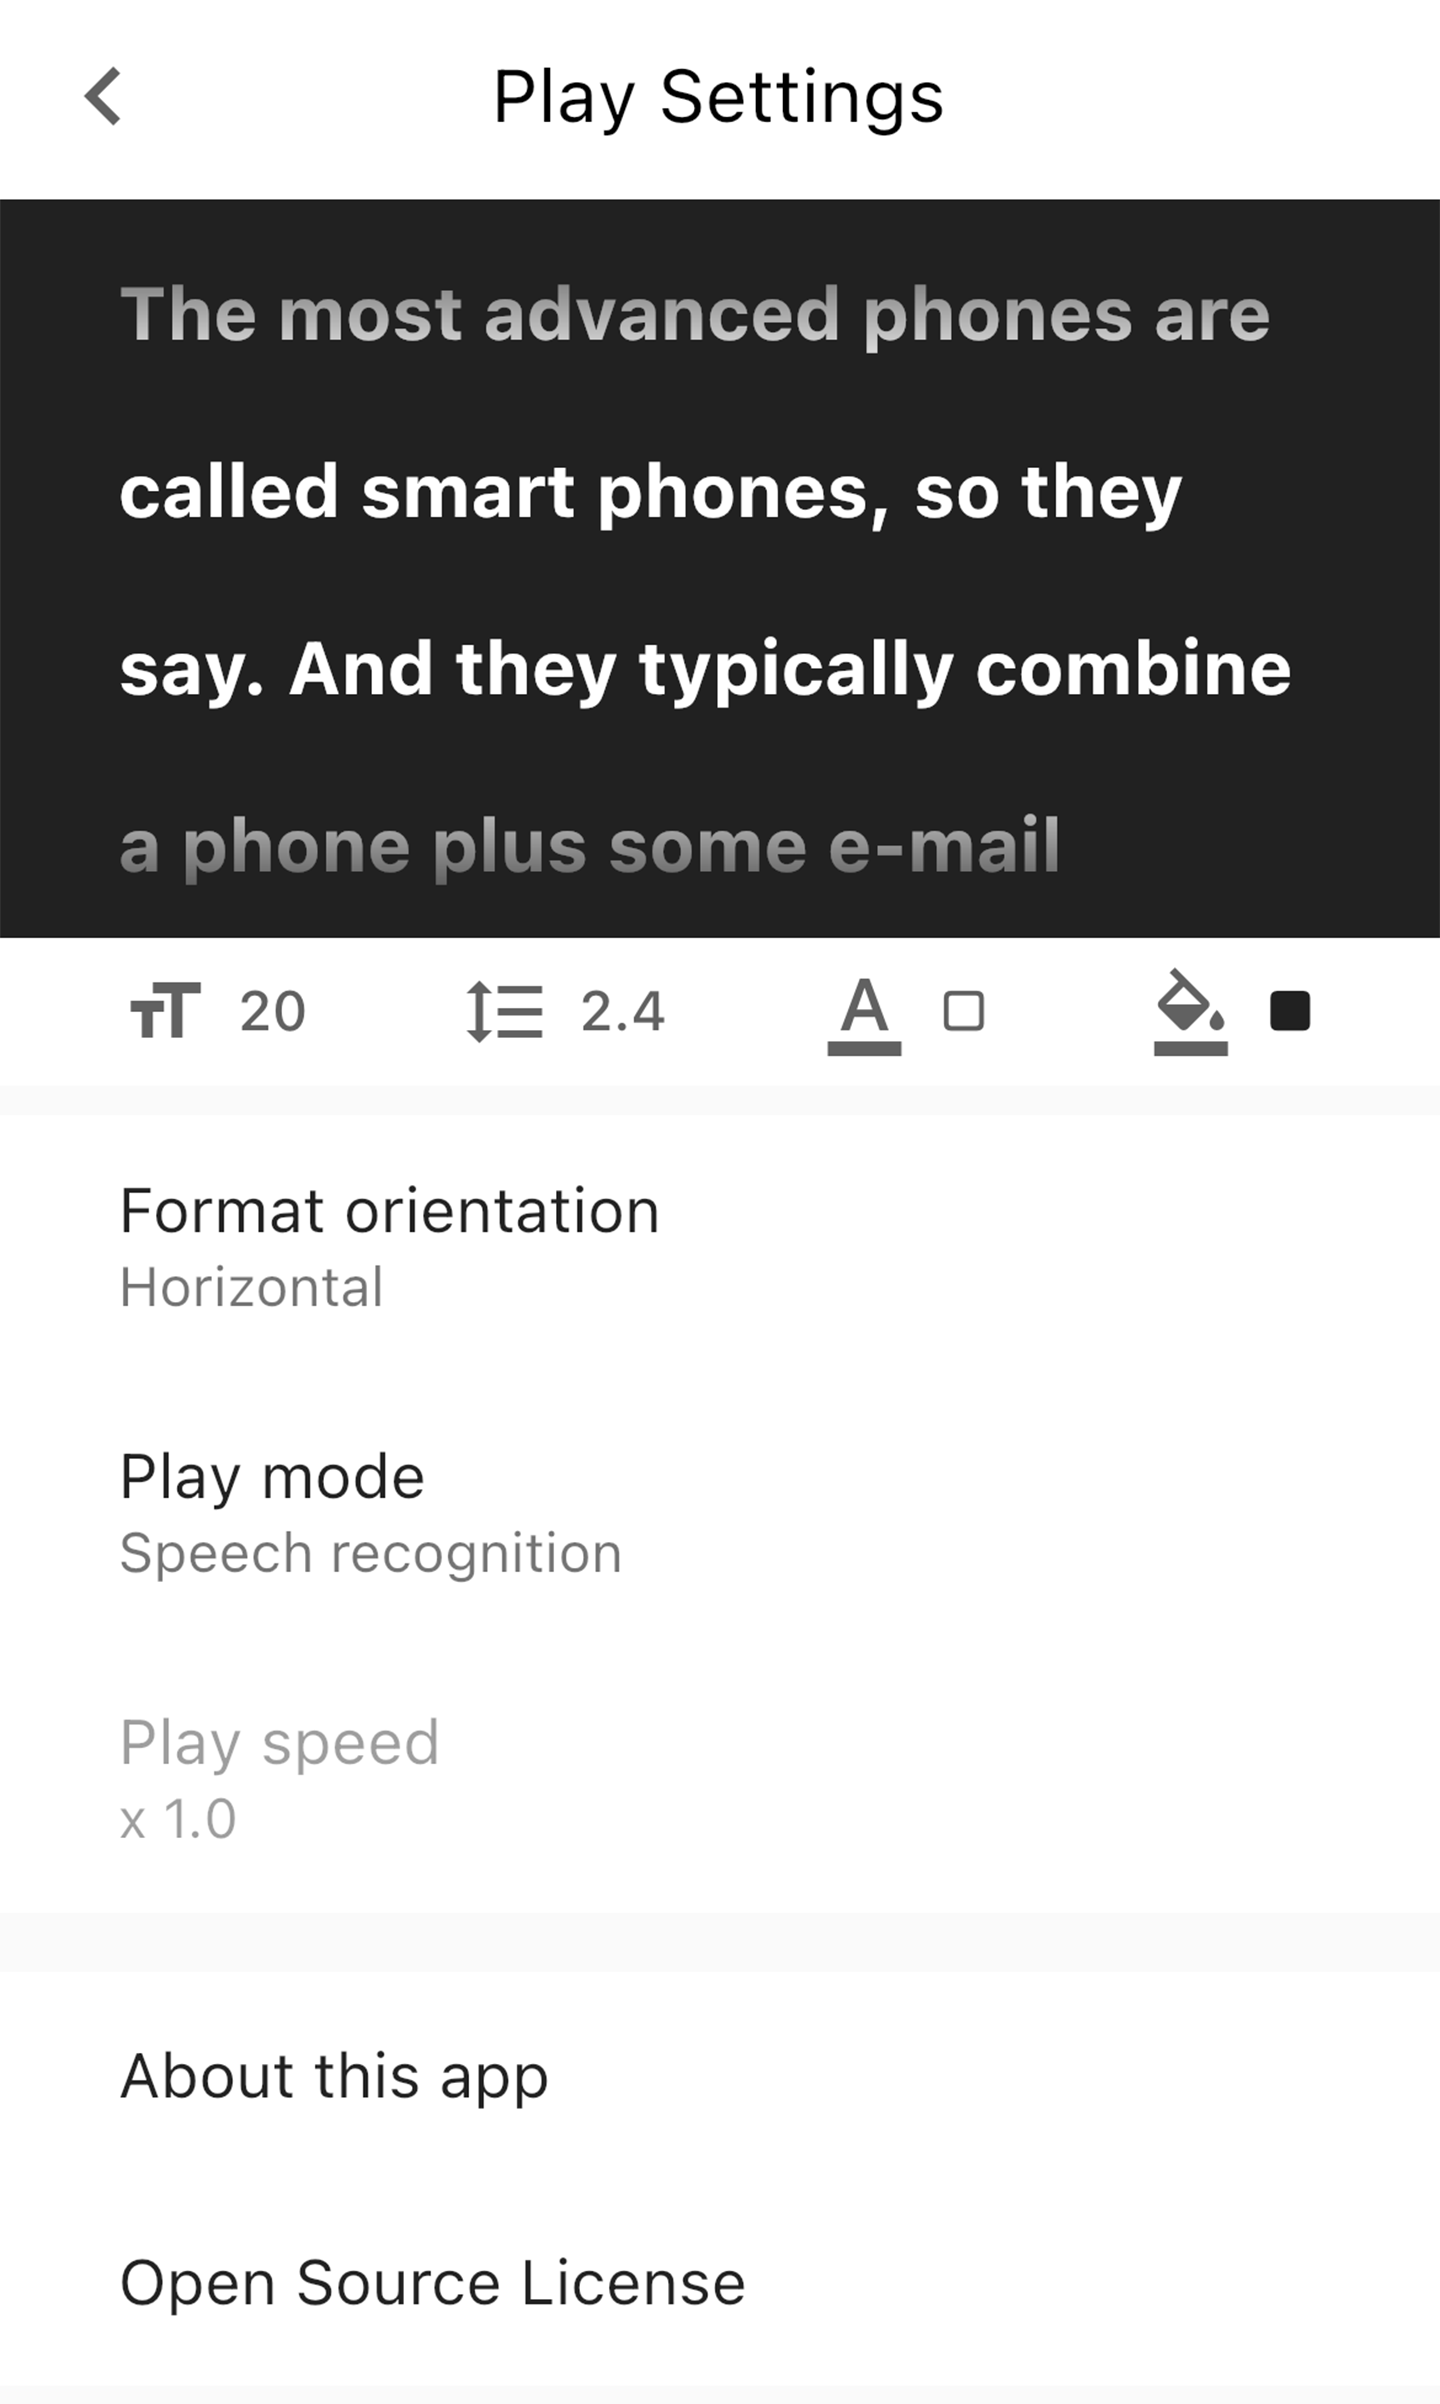 Play Settings
The most advanced phones are
called smart phones, so they
say. And they typically combine
a phone plus some e-mail
TT 20 2.4 A
Format orientation
Horizontal
Play mode
Speech recognition
Play speed
x 1.0
About this app
Open Source License